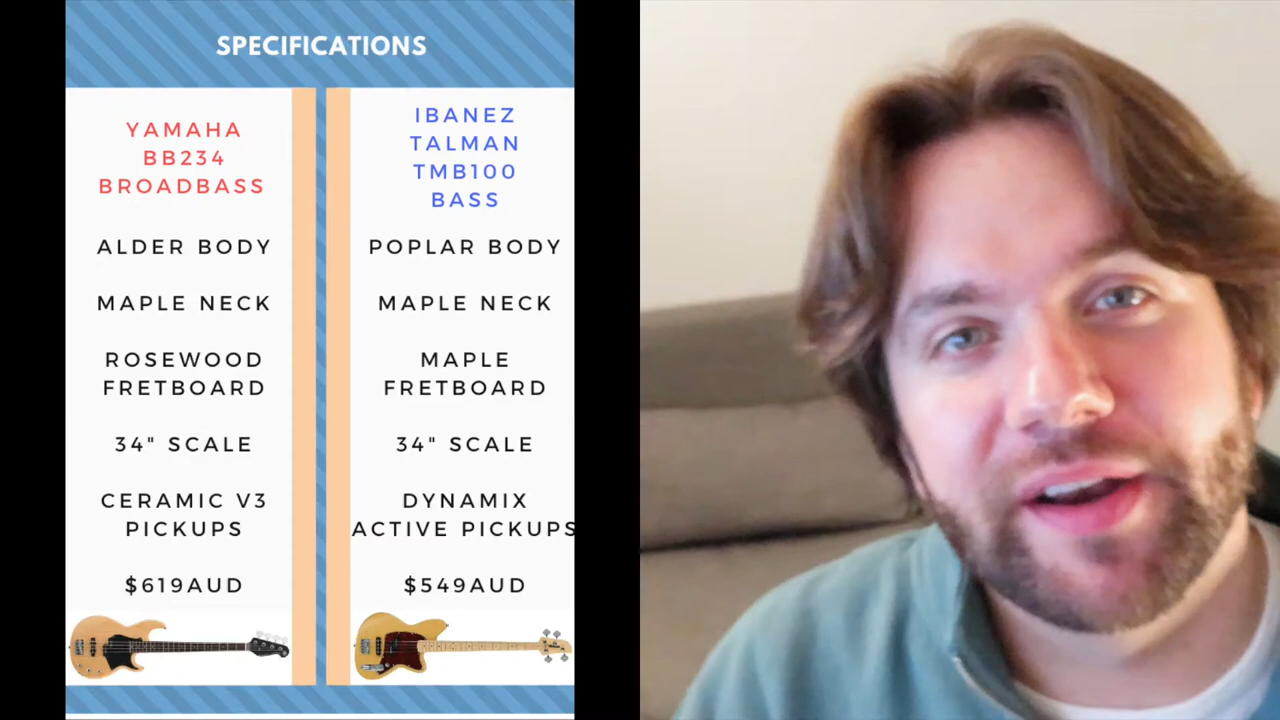 SPECIFICATIONS
YAMAHA
BB234
BROADBASS
ALDER BODY
MAPLE NECK
ROSEWOOD
FRETBOARD
34" SCALE
CERAMIC V3
PICKUPS
$619AUD
IBANEZ
TALMAN
TMB100
BASS
POPLAR BODY
MAPLE NECK
MAPLE
FRETBOARD
34" SCALE
DYNAMIX
ACTIVE PICKUPS
$549AUD